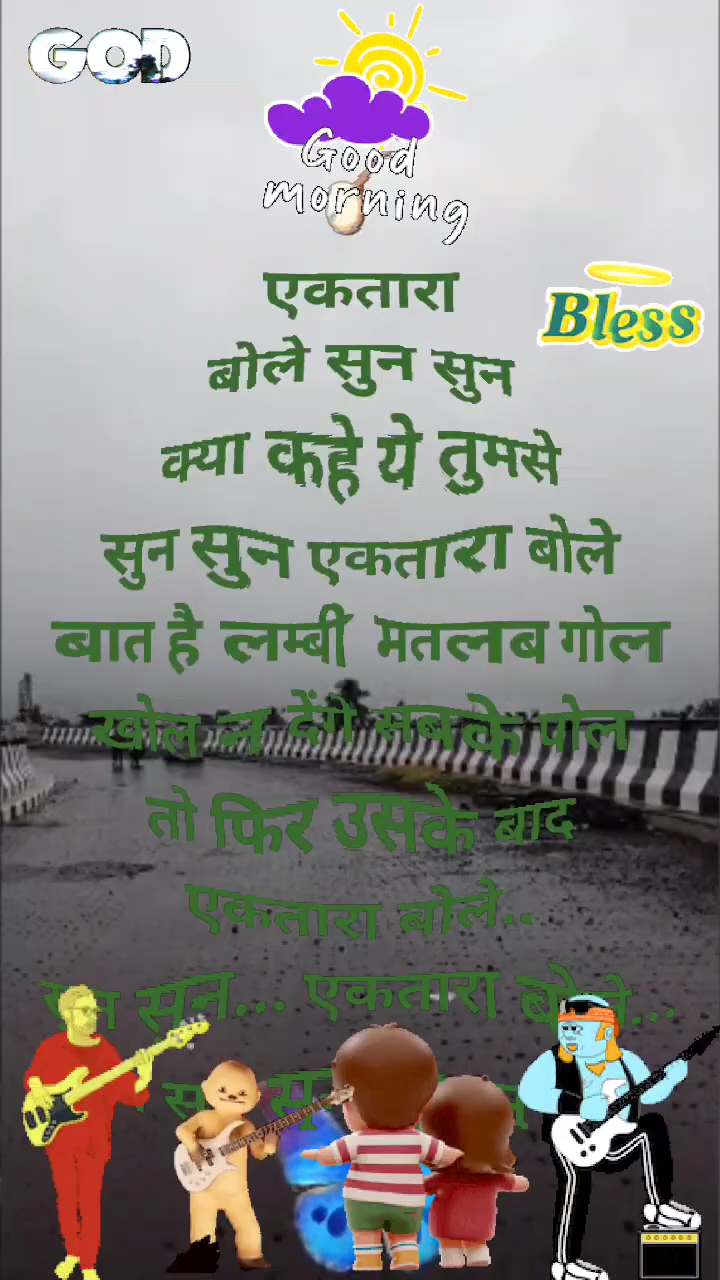 GOD
Good
morning
Bless
एकतारा
बोले सुन सुन
क्या कहे ये तुमसे
सुन सुन एकतारा बोले
बात है लम्बी मतलब गोल
खोल न देंगे सबके पोल
तो फिर उसके बाद
एकतारा बोले..
सुन... एकतारा